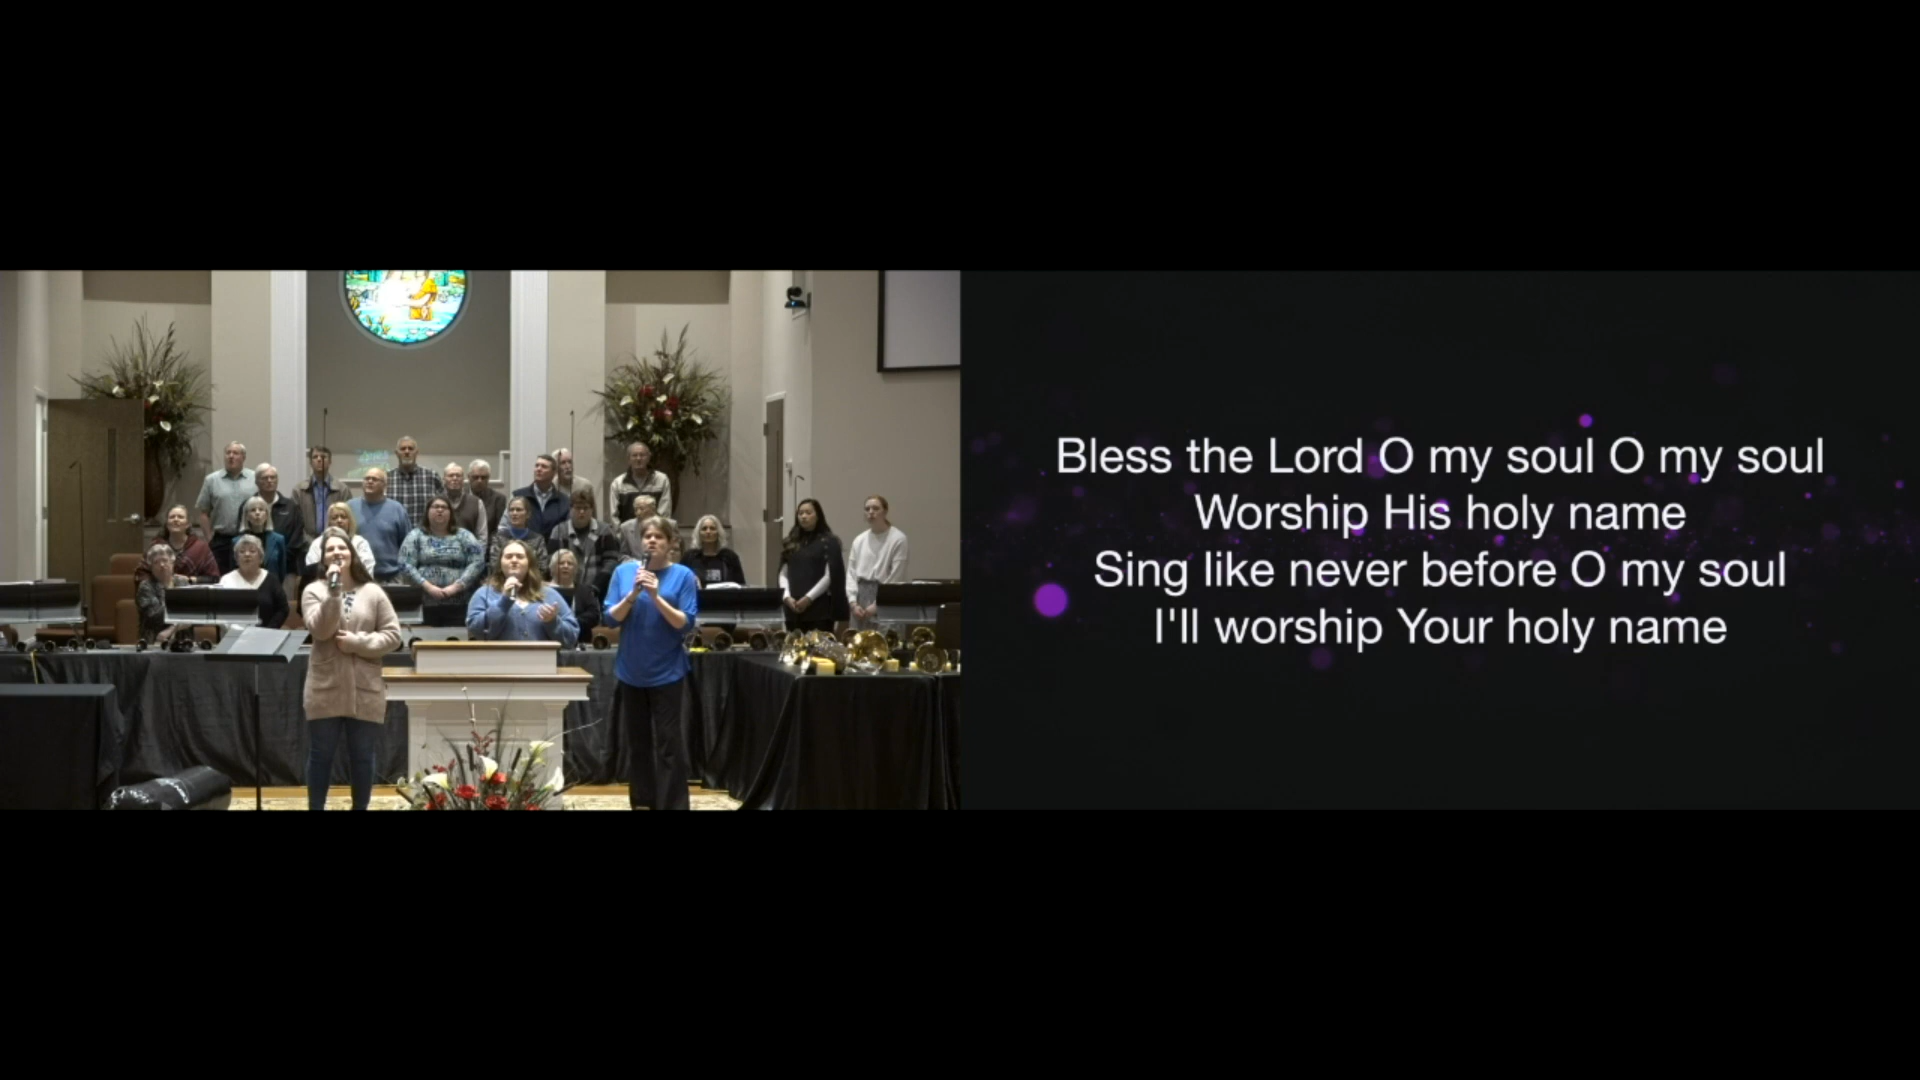 Bless the Lord O my soul O my soul
Worship His holy name
Sing like never before O my soul
I'll worship Your holy name